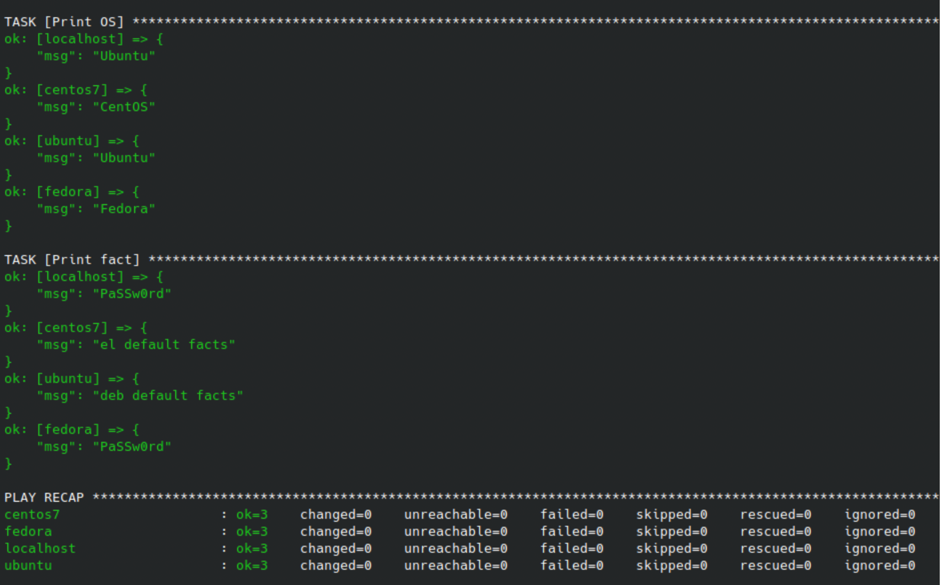 TASK [Print OS] *****************************************************************************************************
ok: [localhost] => {
    "msg": "Ubuntu"
}
ok: [centos7] => {
    "msg": "CentOS"
}
ok: [ubuntu] => {
    "msg": "Ubuntu"
}
ok: [fedora] => {
    "msg": "Fedora"
}
TASK [Print fact] ***************************************************************************************************
ok: [localhost] => {
    "msg": "PaSSw0rd"
}
ok: [centos7] => {
    "msg": "el default facts"
}
ok: [ubuntu] => {
    "msg": "deb default facts"
}
ok: [fedora] => {
    "msg": "PaSSw0rd"
}
PLAY RECAP **********************************************************************************************************
centos7                    : ok=3    changed=0    unreachable=0    failed=0    skipped=0    rescued=0    ignored=0
fedora                     : ok=3    changed=0    unreachable=0    failed=0    skipped=0    rescued=0    ignored=0
localhost                  : ok=3    changed=0    unreachable=0    failed=0    skipped=0    rescued=0    ignored=0
ubuntu                     : ok=3    changed=0    unreachable=0    failed=0    skipped=0    rescued=0    ignored=0